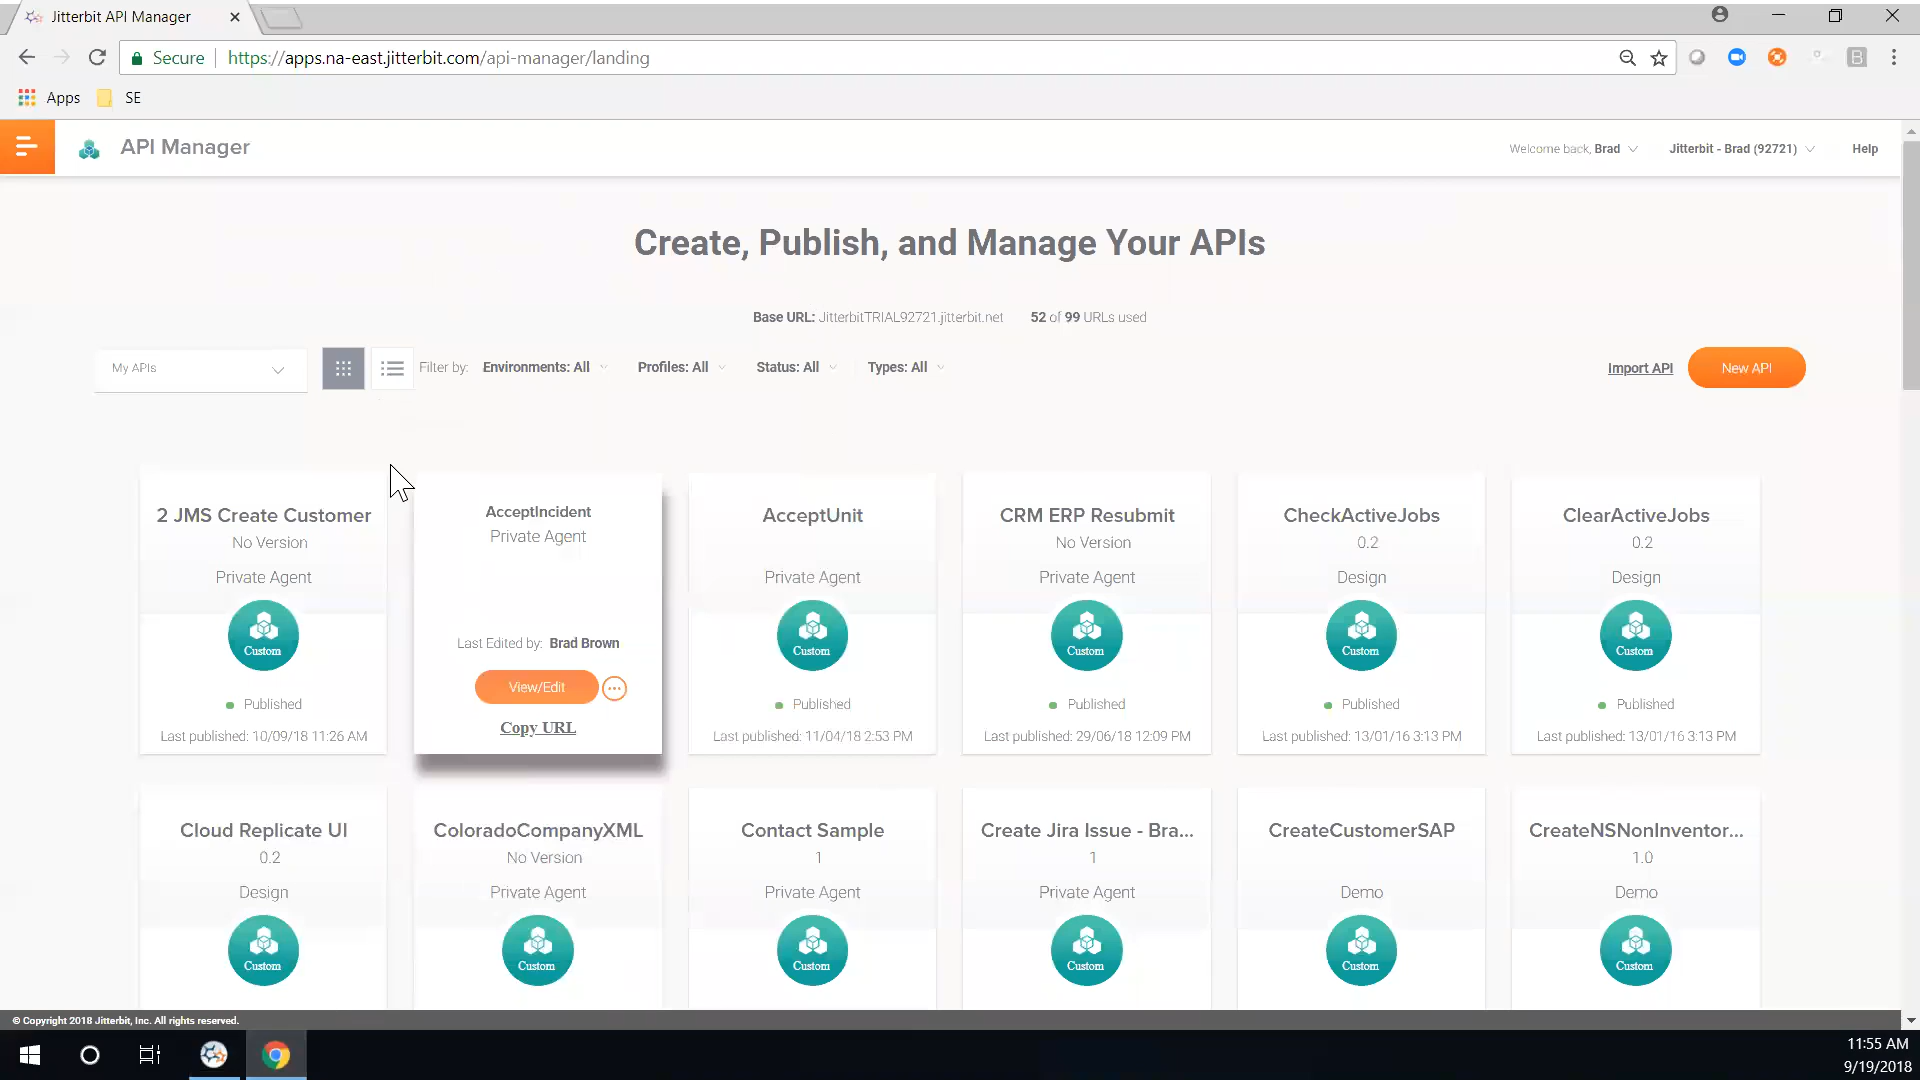 Jitterbit API Manager
Secure https://apps.na-east.jitterbit.com/api-manager/landing
Apps SE
API Manager
Welcome back, Brad Jitterbit - Brad (92721) Help
Create, Publish, and Manage Your APIs
Base URL: JitterbitTRIAL92721.jitterbit.net 52 of 99 URLs used
My APIs Filter by: Environments: All Profiles: All Status: All Types: All Import API New API
2 JMS Create Customer
No Version
Private Agent
Custom
Published
Last published: 10/09/18 11:26 AM
AcceptIncident
Private Agent
Last Edited by: Brad Brown
View/Edit
Copy URL
AcceptUnit
Private Agent
Custom
Published
Last published: 11/04/18 2:53 PM
CRM ERP Resubmit
No Version
Private Agent
Custom
Published
Last published: 29/06/18 12:09 PM
CheckActiveJobs
0.2
Design
Custom
Published
Last published: 13/01/16 3:13 PM
ClearActiveJobs
0.2
Design
Custom
Published
Last published: 13/01/16 3:13 PM
Cloud Replicate UI
0.2
Design
Custom
ColoradoCompanyXML
No Version
Private Agent
Custom
Contact Sample
1
Private Agent
Custom
Create Jira Issue - Bra...
1
Private Agent
Custom
CreateCustomerSAP
Demo
Custom
CreateNSNonInventor...
1.0
Demo
Custom
© Copyright 2018 Jitterbit, Inc. All rights reserved.
11:55 AM
9/19/2018